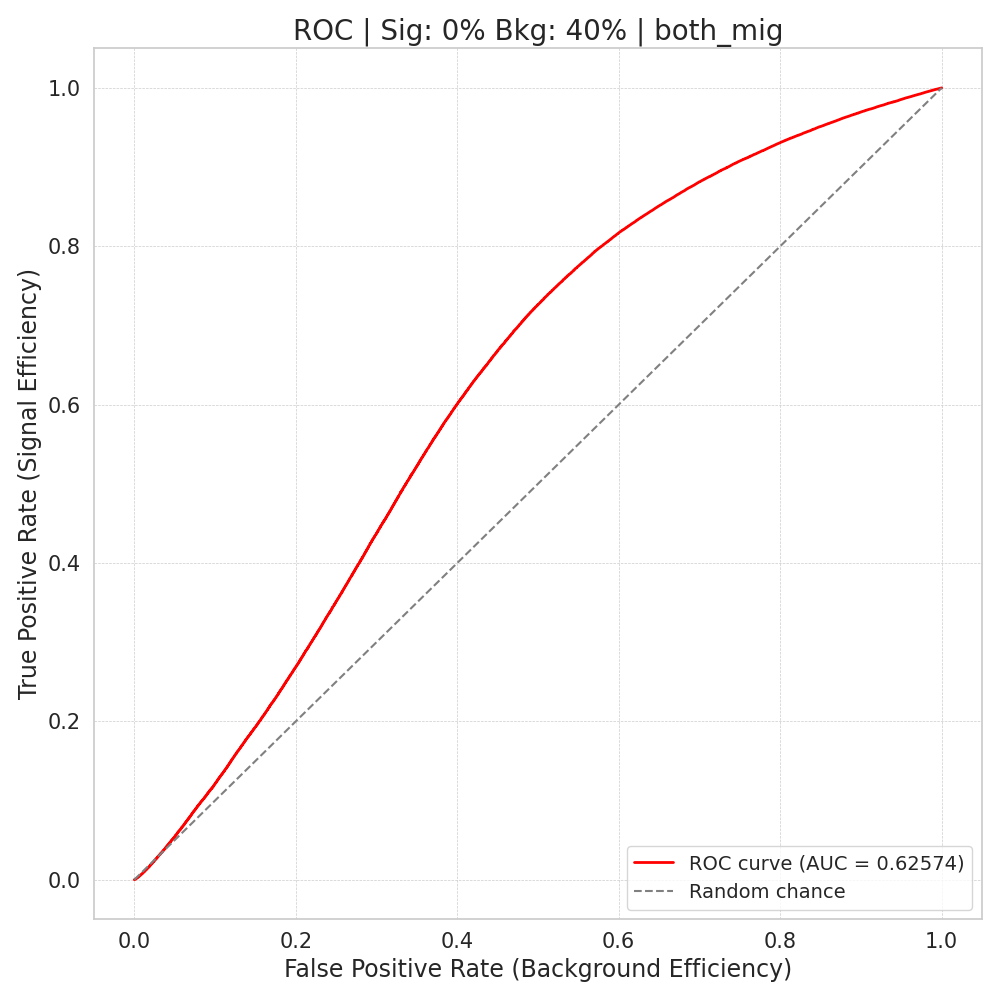 ROC | Sig: 0% Bkg: 40% | both_mig
True Positive Rate (Signal Efficiency)
1.0
0.8
0.6
0.4
0.2
0.0
0.0 0.2 0.4 0.6 0.8 1.0
False Positive Rate (Background Efficiency)
ROC curve (AUC = 0.62574)
Random chance